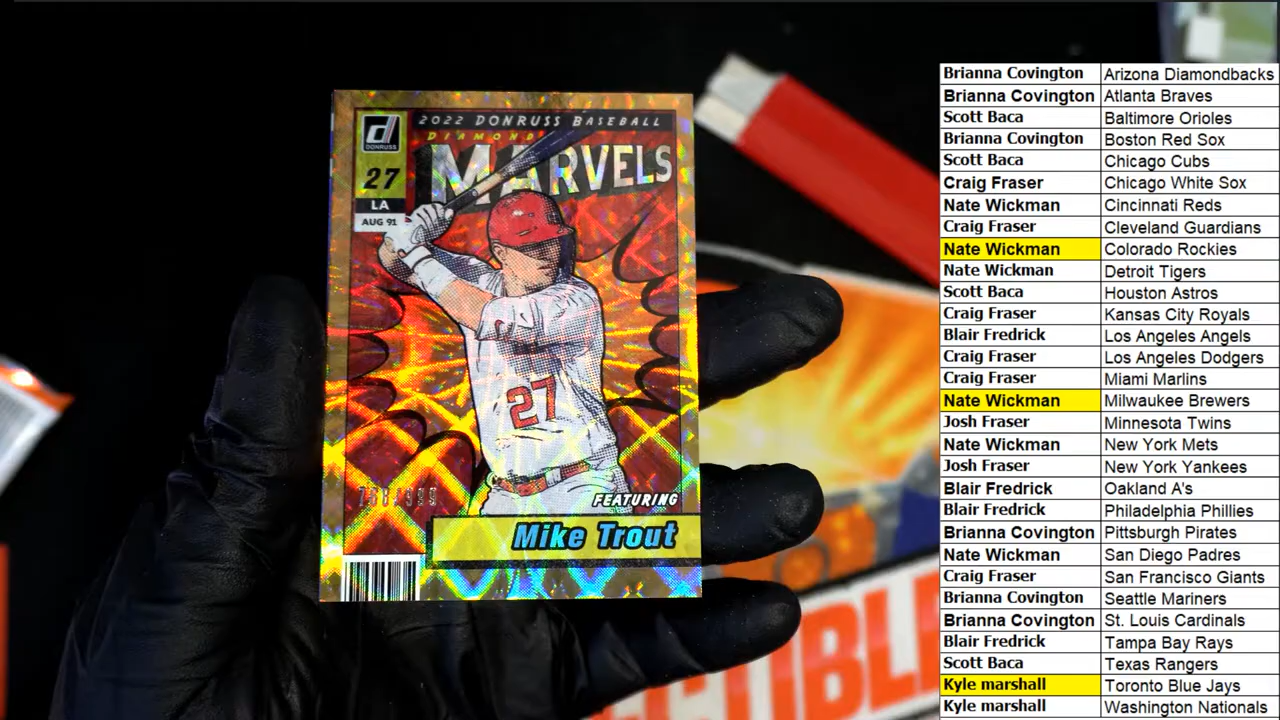 2022 DONRUSS BASEBALL
DIAMOND
MARVELS
d
DONRUSS
27
LA
AUG 91
27
FEATURING
Mike Trout
Brianna Covington Arizona Diamondbacks
Brianna Covington Atlanta Braves
Scott Baca Baltimore Orioles
Brianna Covington Boston Red Sox
Scott Baca Chicago Cubs
Craig Fraser Chicago White Sox
Nate Wickman Cincinnati Reds
Craig Fraser Cleveland Guardians
Nate Wickman Colorado Rockies
Nate Wickman Detroit Tigers
Scott Baca Houston Astros
Craig Fraser Kansas City Royals
Blair Fredrick Los Angeles Angels
Craig Fraser Los Angeles Dodgers
Craig Fraser Miami Marlins
Nate Wickman Milwaukee Brewers
Josh Fraser Minnesota Twins
Nate Wickman New York Mets
Josh Fraser New York Yankees
Blair Fredrick Oakland A's
Blair Fredrick Philadelphia Phillies
Brianna Covington Pittsburgh Pirates
Nate Wickman San Diego Padres
Craig Fraser San Francisco Giants
Brianna Covington Seattle Mariners
Brianna Covington St. Louis Cardinals
Blair Fredrick Tampa Bay Rays
Scott Baca Texas Rangers
Kyle marshall Toronto Blue Jays
Kyle marshall Washington Nationals